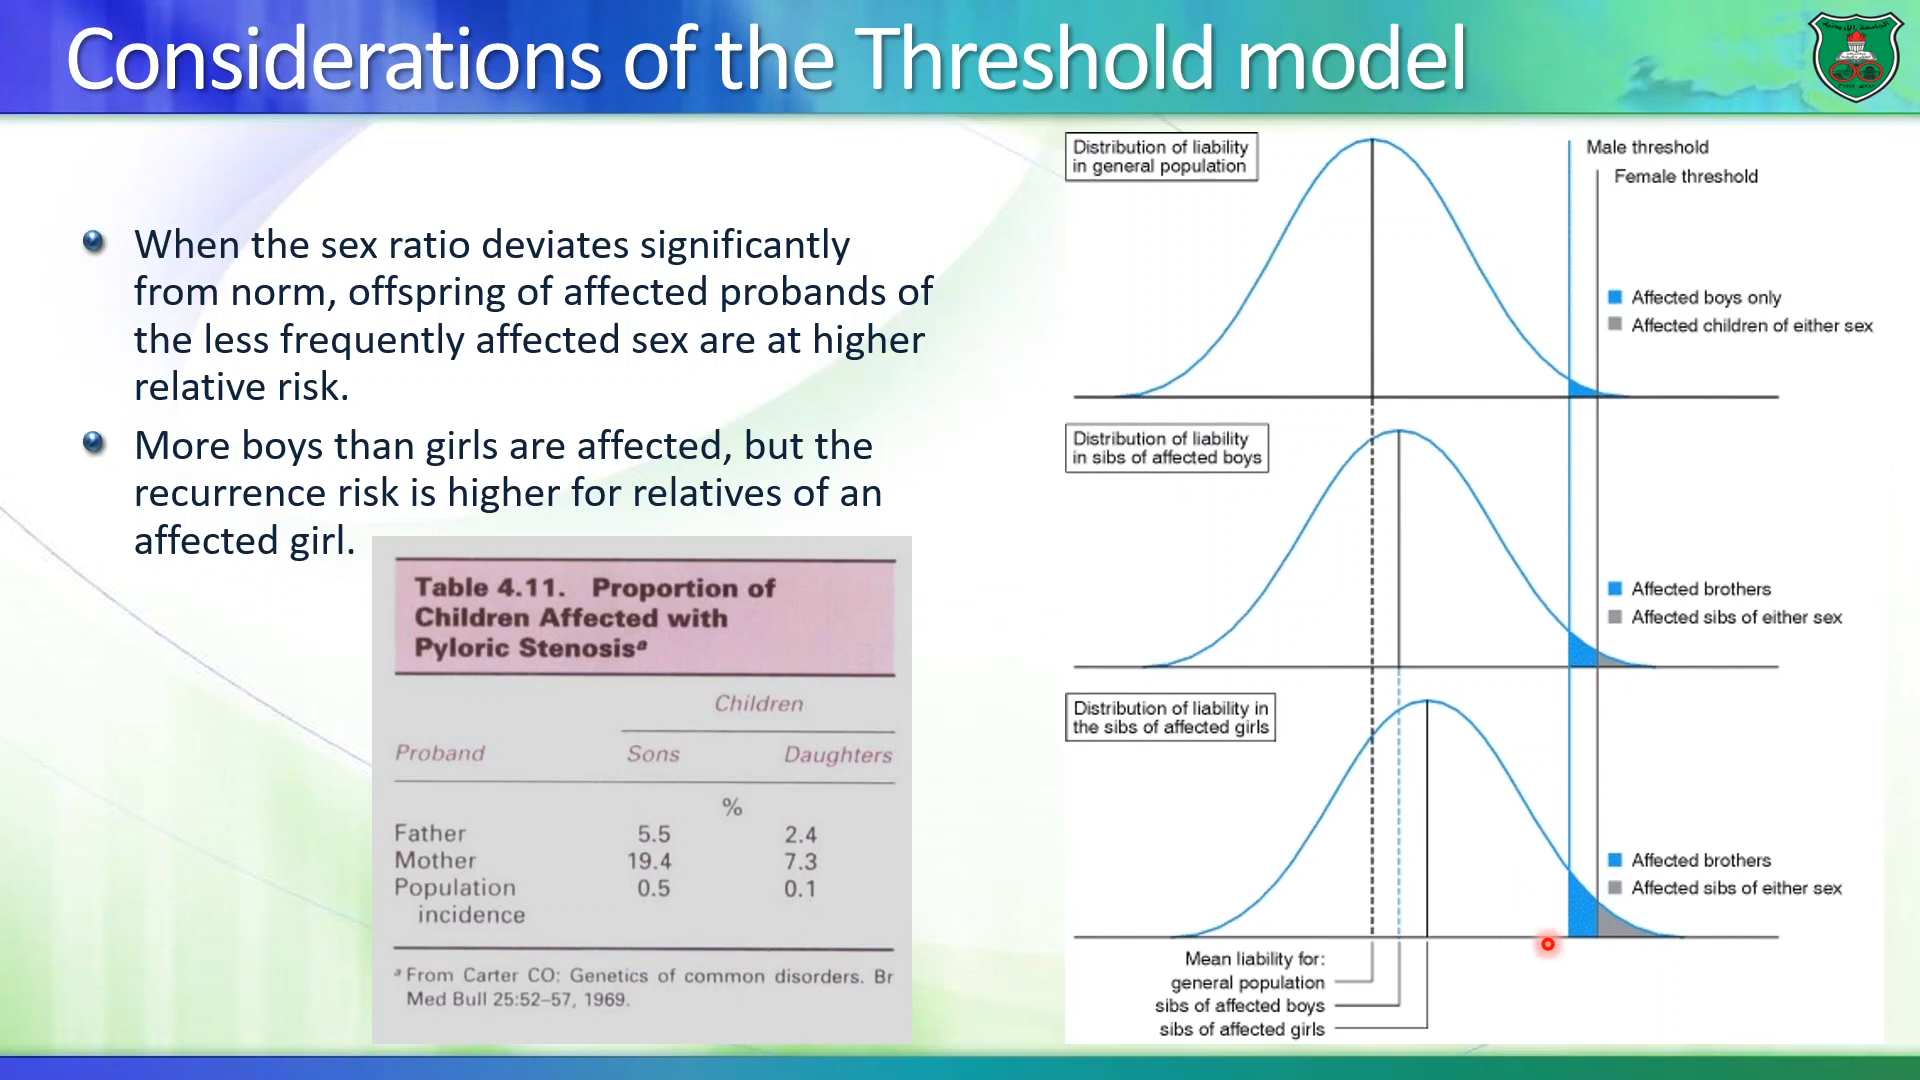 Considerations of the Threshold model
When the sex ratio deviates significantly
from norm, offspring of affected probands of
the less frequently affected sex are at higher
relative risk.
More boys than girls are affected, but the
recurrence risk is higher for relatives of an
affected girl.
Table 4.11. Proportion of
Children Affected with
Pyloric Stenosisᵃ
Children
Proband Sons Daughters
%
Father 5.5 2.4
Mother 19.4 7.3
Population 0.5 0.1
incidence
ᵃ From Carter CO: Genetics of common disorders. Br
Med Bull 25:52–57, 1969.
Distribution of liability
in general population
Male threshold
Female threshold
Affected boys only
Affected children of either sex
Distribution of liability
in sibs of affected boys
Affected brothers
Affected sibs of either sex
Distribution of liability in
the sibs of affected girls
Affected brothers
Affected sibs of either sex
Mean liability for:
general population
sibs of affected boys
sibs of affected girls